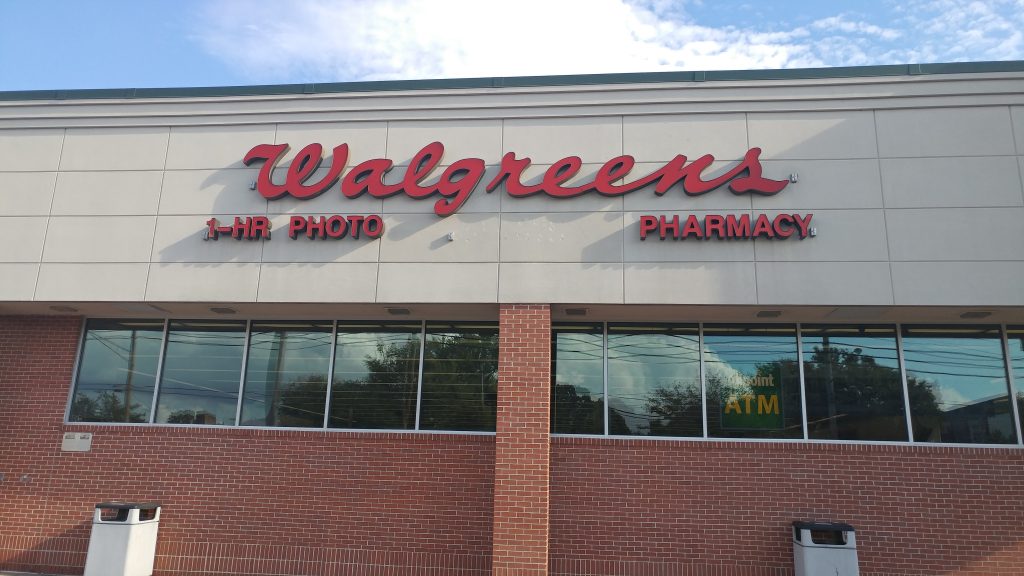 Walgreens
1-HR PHOTO PHARMACY
ATM